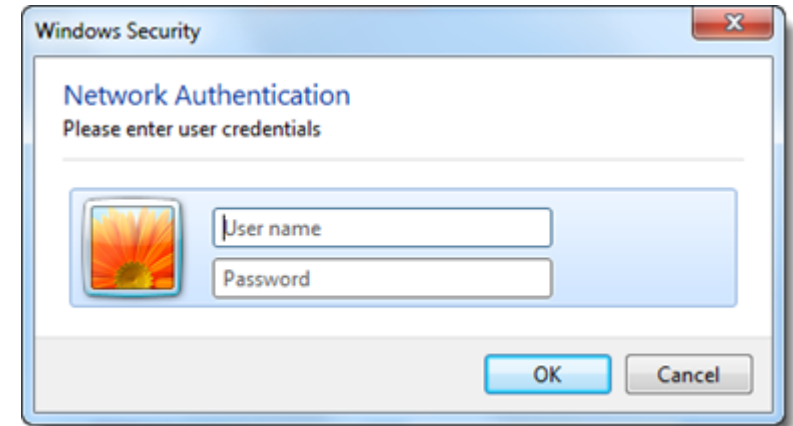 Windows Security
Network Authentication
Please enter user credentials
User name
Password
OK
Cancel